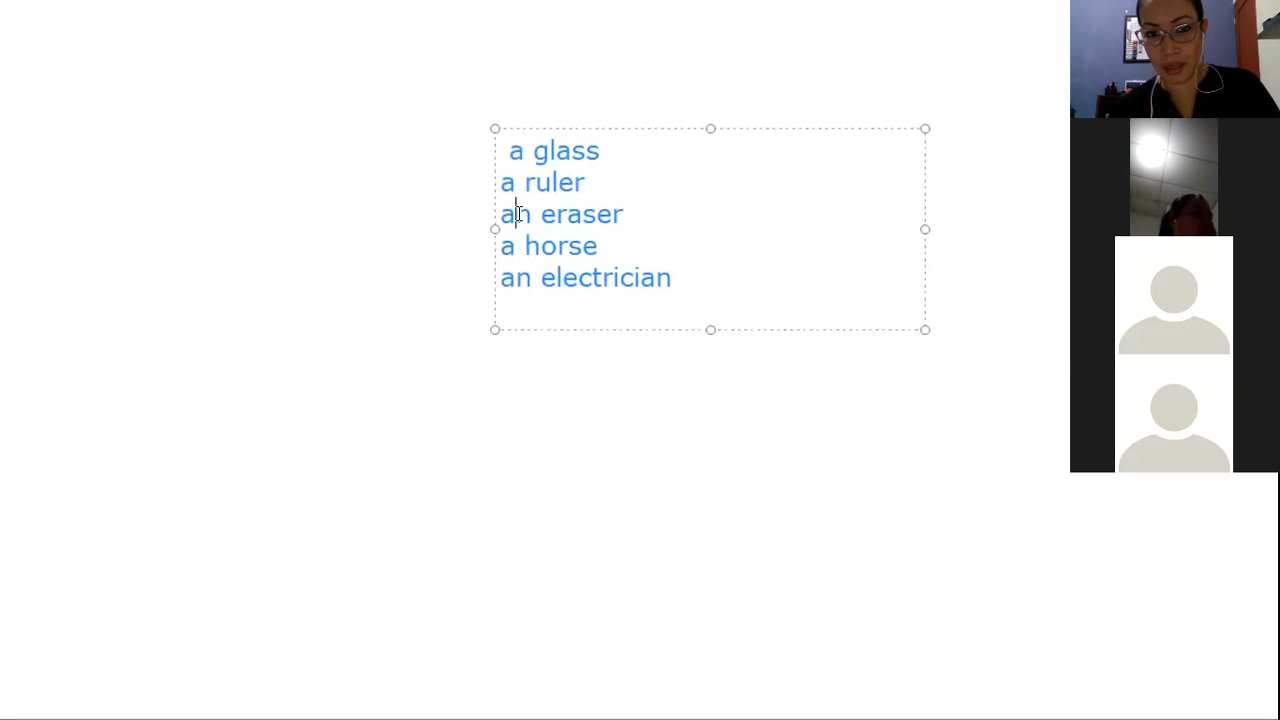 a glass
a ruler
an eraser
a horse
an electrician